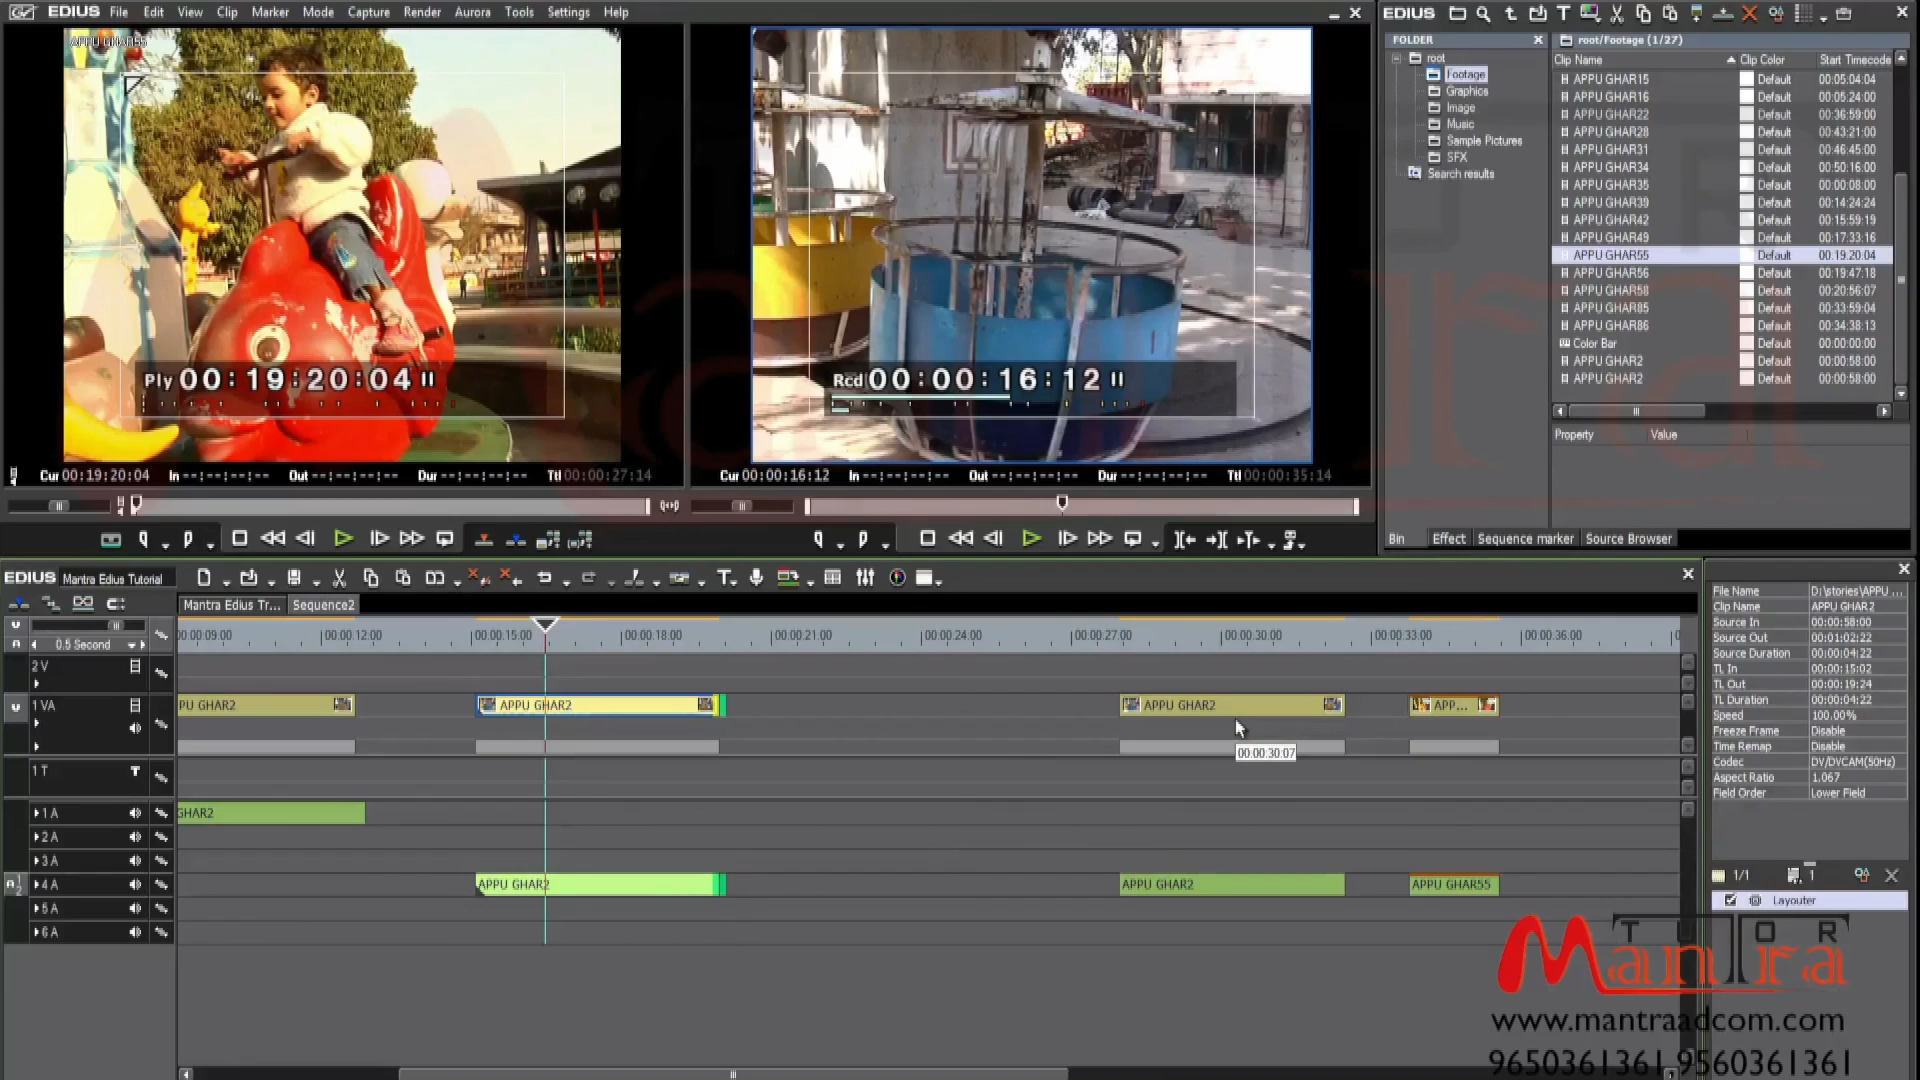 EDIUS File Edit View Clip Marker Mode Capture Render Aurora Tools Settings Help
APPU GHAR55
Ply 00:19:20:04
Cur 00:19:20:04 In --:--:--:-- Out --:--:--:-- Dur --:--:--:-- Ttl 00:00:27:14
Rcd 00:00:16:12
Cur 00:00:16:12 In --:--:--:-- Out --:--:--:-- Dur --:--:--:-- Ttl 00:00:35:14
EDIUS
FOLDER
root
Footage
Graphics
Image
Music
Sample Pictures
SFX
Search results
root/Footage (1/27)
Clip Name Clip Color Start Timecode
APPU GHAR15 Default 00:05:04:04
APPU GHAR16 Default 00:05:24:00
APPU GHAR22 Default 00:36:59:00
APPU GHAR28 Default 00:43:21:00
APPU GHAR31 Default 00:46:45:00
APPU GHAR34 Default 00:50:16:00
APPU GHAR35 Default 00:00:08:00
APPU GHAR39 Default 00:14:24:24
APPU GHAR42 Default 00:15:59:19
APPU GHAR49 Default 00:17:33:16
APPU GHAR55 Default 00:19:20:04
APPU GHAR56 Default 00:19:47:18
APPU GHAR58 Default 00:20:56:07
APPU GHAR85 Default 00:33:59:04
APPU GHAR86 Default 00:34:38:13
Color Bar Default 00:00:00:00
APPU GHAR2 Default 00:00:58:00
APPU GHAR2 Default 00:00:58:00
Property Value
Bin Effect Sequence marker Source Browser
EDIUS Mantra Edius Tutorial
Mantra Edius Tr... Sequence2
0.5 Second
00:00:09:00 00:00:12:00 00:00:15:00 00:00:18:00 00:00:21:00 00:00:24:00 00:00:27:00 00:00:30:00 00:00:33:00 00:00:36:00
2 V
1 VA
PU GHAR2 APPU GHAR2 APPU GHAR2 APP...
00:00:30:07
1 T
1 A GHAR2
2 A
3 A
4 A APPU GHAR2 APPU GHAR2 APPU GHAR55
5 A
6 A
File Name D:\stories\APPU ...
Clip Name APPU GHAR2
Source In 00:00:58:00
Source Out 00:01:02:22
Source Duration 00:00:04:22
TL In 00:00:15:02
TL Out 00:00:19:24
TL Duration 00:00:04:22
Speed 100.00%
Freeze Frame Disable
Time Remap Disable
Codec DV/DVCAM(50Hz)
Aspect Ratio 1.067
Field Order Lower Field
1/1 1
Layouter
TUTOR
Mantra
www.mantraadcom.com
9650361361,9560361361